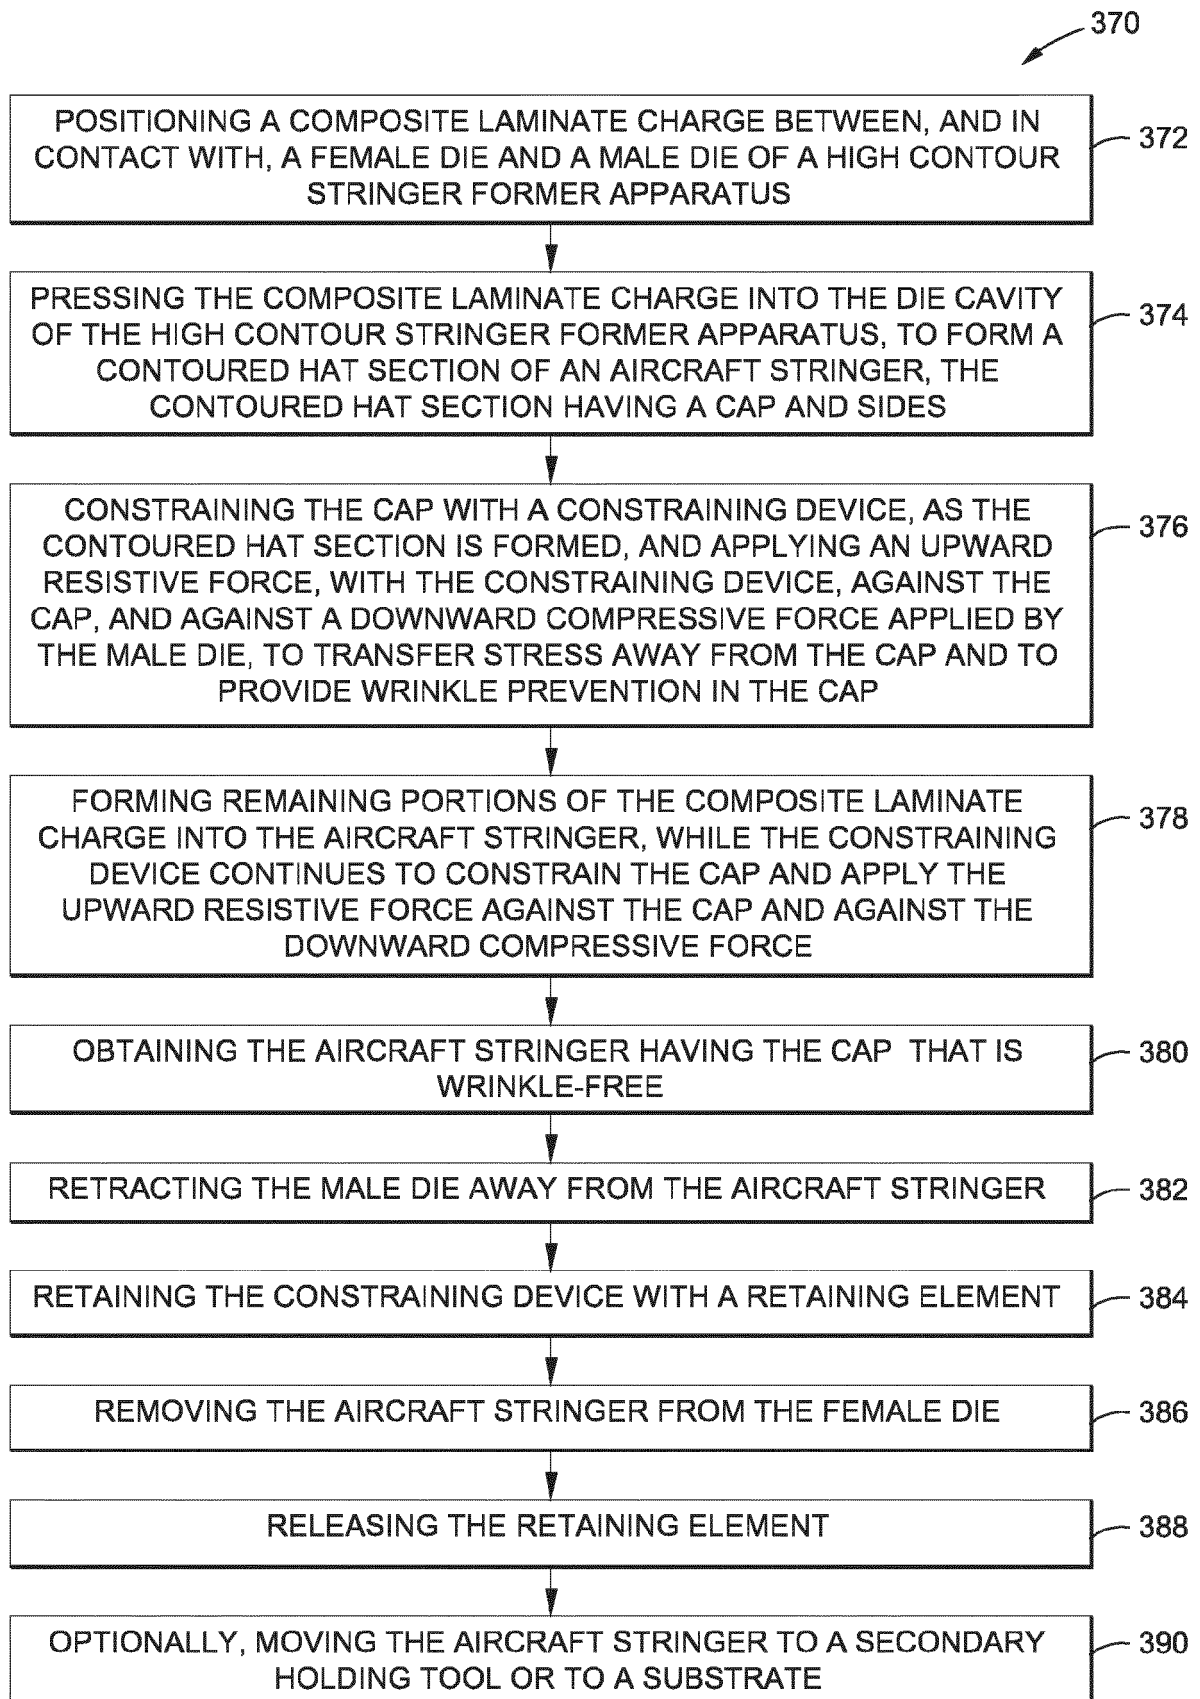 370
POSITIONING A COMPOSITE LAMINATE CHARGE BETWEEN, AND IN
CONTACT WITH, A FEMALE DIE AND A MALE DIE OF A HIGH CONTOUR
STRINGER FORMER APPARATUS
372
PRESSING THE COMPOSITE LAMINATE CHARGE INTO THE DIE CAVITY
OF THE HIGH CONTOUR STRINGER FORMER APPARATUS, TO FORM A
CONTOURED HAT SECTION OF AN AIRCRAFT STRINGER, THE
CONTOURED HAT SECTION HAVING A CAP AND SIDES
374
CONSTRAINING THE CAP WITH A CONSTRAINING DEVICE, AS THE
CONTOURED HAT SECTION IS FORMED, AND APPLYING AN UPWARD
RESISTIVE FORCE, WITH THE CONSTRAINING DEVICE, AGAINST THE
CAP, AND AGAINST A DOWNWARD COMPRESSIVE FORCE APPLIED BY
THE MALE DIE, TO TRANSFER STRESS AWAY FROM THE CAP AND TO
PROVIDE WRINKLE PREVENTION IN THE CAP
376
FORMING REMAINING PORTIONS OF THE COMPOSITE LAMINATE
CHARGE INTO THE AIRCRAFT STRINGER, WHILE THE CONSTRAINING
DEVICE CONTINUES TO CONSTRAIN THE CAP AND APPLY THE
UPWARD RESISTIVE FORCE AGAINST THE CAP AND AGAINST THE
DOWNWARD COMPRESSIVE FORCE
378
OBTAINING THE AIRCRAFT STRINGER HAVING THE CAP THAT IS
WRINKLE-FREE
380
RETRACTING THE MALE DIE AWAY FROM THE AIRCRAFT STRINGER
382
RETAINING THE CONSTRAINING DEVICE WITH A RETAINING ELEMENT
384
REMOVING THE AIRCRAFT STRINGER FROM THE FEMALE DIE
386
RELEASING THE RETAINING ELEMENT
388
OPTIONALLY, MOVING THE AIRCRAFT STRINGER TO A SECONDARY
HOLDING TOOL OR TO A SUBSTRATE
390